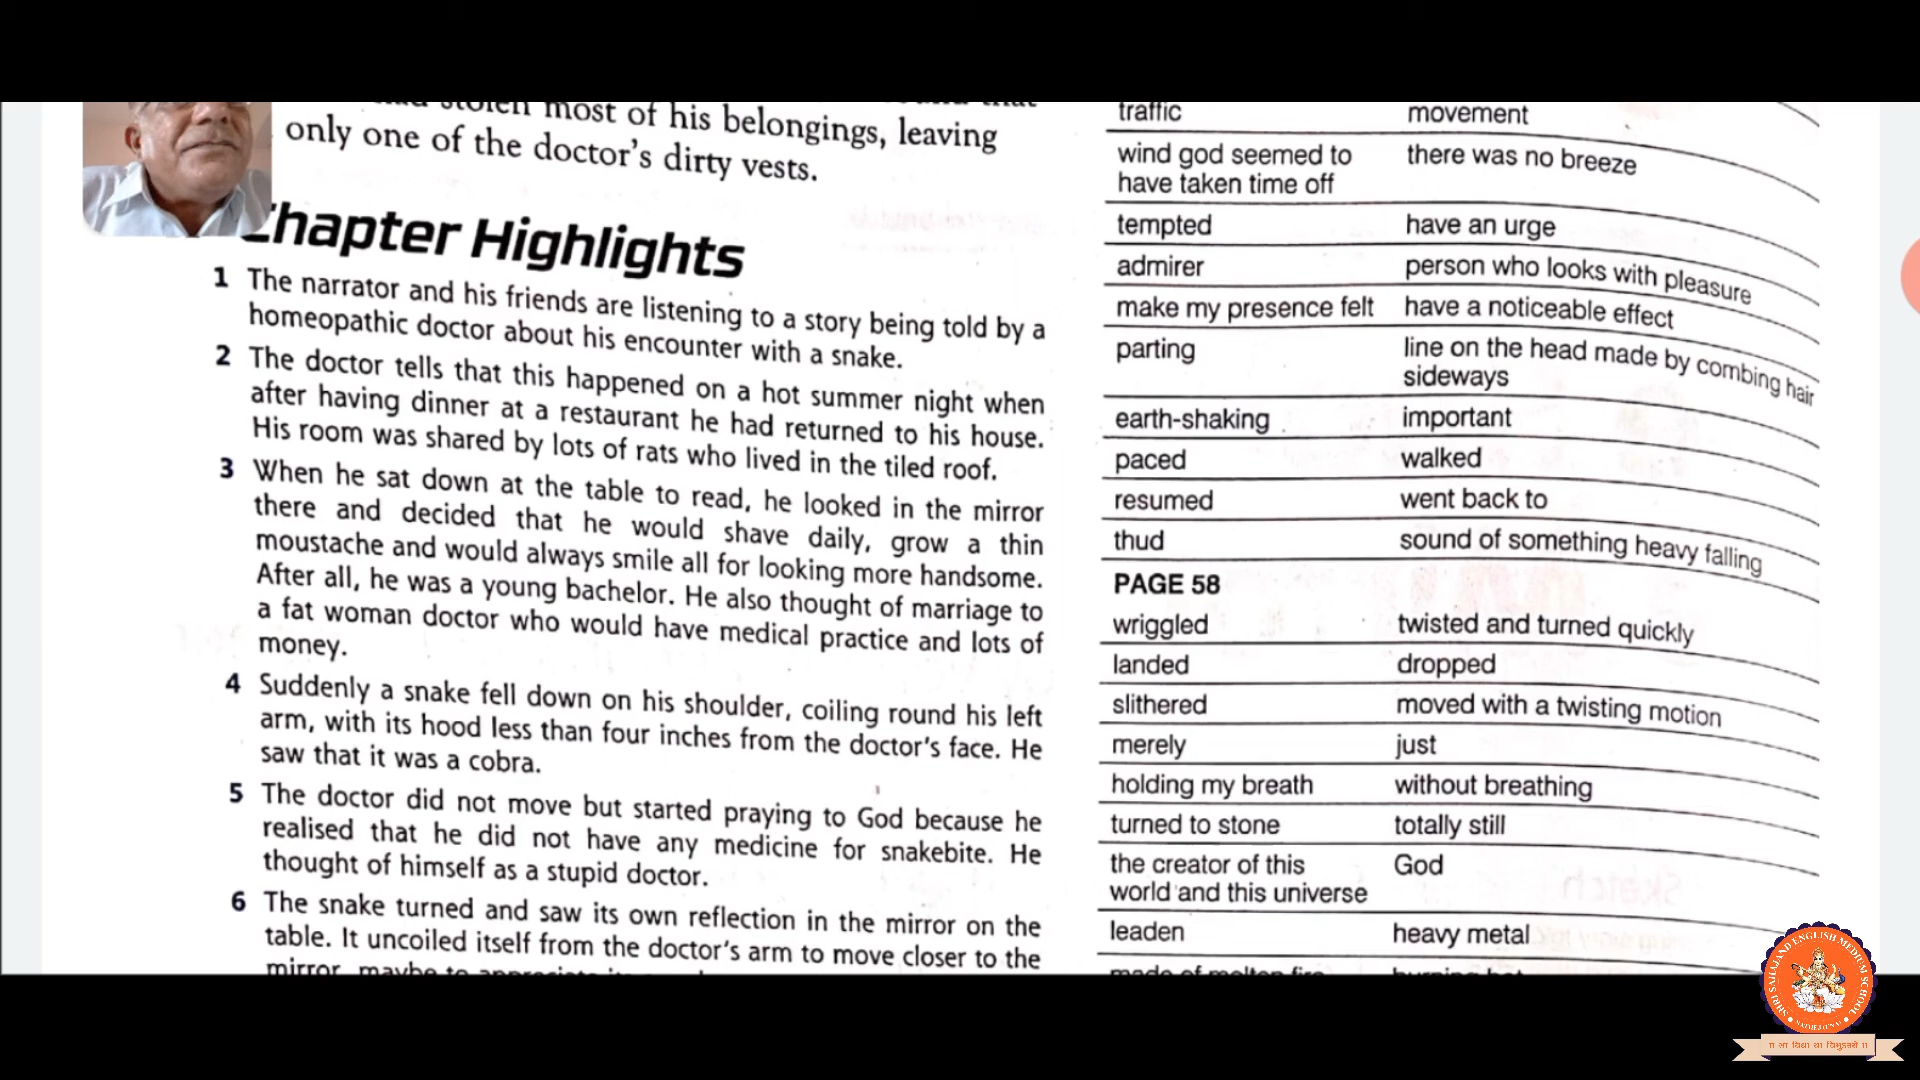 stolen most of his belongings, leaving
only one of the doctor's dirty vests.
Chapter Highlights
1 The narrator and his friends are listening to a story being told by a
homeopathic doctor about his encounter with a snake.
2 The doctor tells that this happened on a hot summer night when
after having dinner at a restaurant he had returned to his house.
His room was shared by lots of rats who lived in the tiled roof.
3 When he sat down at the table to read, he looked in the mirror
there and decided that he would shave daily, grow a thin
moustache and would always smile all for looking more handsome.
After all, he was a young bachelor. He also thought of marriage to
a fat woman doctor who would have medical practice and lots of
money.
4 Suddenly a snake fell down on his shoulder, coiling round his left
arm, with its hood less than four inches from the doctor's face. He
saw that it was a cobra.
5 The doctor did not move but started praying to God because he
realised that he did not have any medicine for snakebite. He
thought of himself as a stupid doctor.
6 The snake turned and saw its own reflection in the mirror on the
table. It uncoiled itself from the doctor's arm to move closer to the
mirror, maybe to
traffic movement
wind god seemed to there was no breeze
have taken time off
tempted have an urge
admirer person who looks with pleasure
make my presence felt have a noticeable effect
parting line on the head made by combing hair
sideways
earth-shaking important
paced walked
resumed went back to
thud sound of something heavy falling
PAGE 58
wriggled twisted and turned quickly
landed dropped
slithered moved with a twisting motion
merely just
holding my breath without breathing
turned to stone totally still
the creator of this God
world and this universe
leaden heavy metal
made of molten fire burning hot
SHRI SAHAJANAND ENGLISH MEDIUM SCHOOL
॥ सा विद्या या विमुक्तये ॥